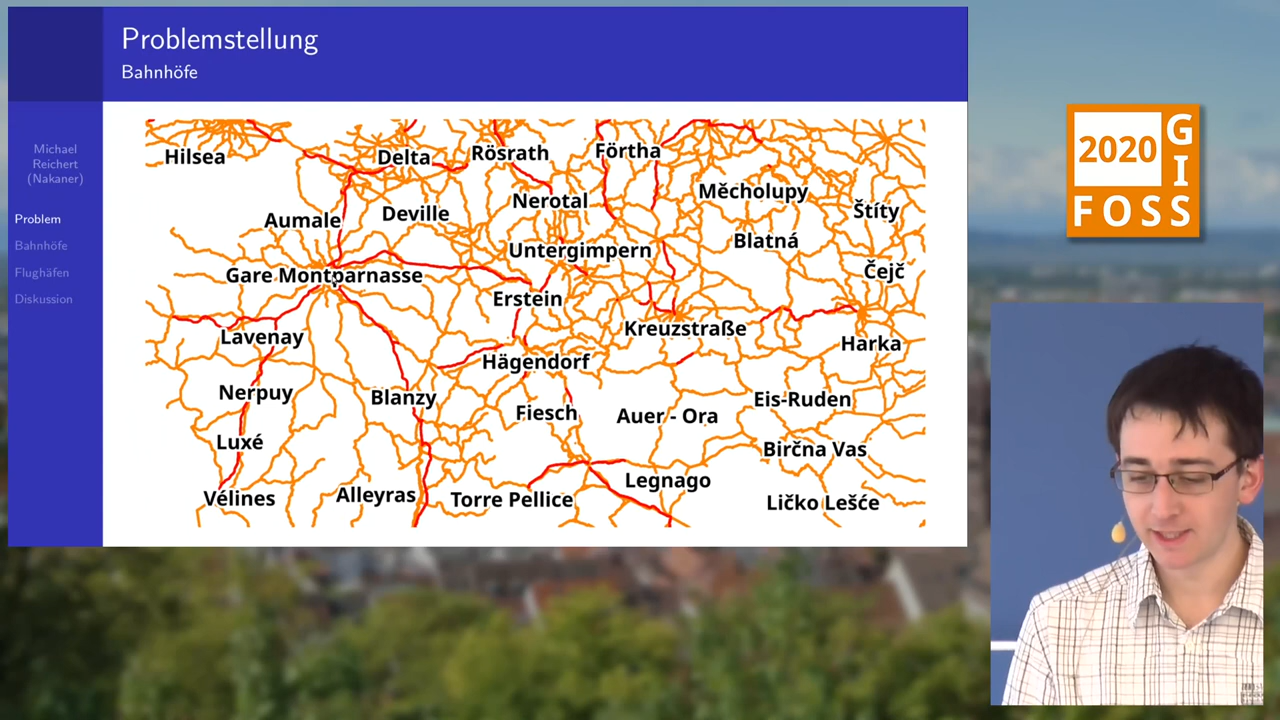 Problemstellung
Bahnhöfe
Michael
Reichert
(Nakaner)
Problem
Bahnhöfe
Flughäfen
Diskussion
Hilsea
Delta
Rösrath
Förtha
Aumale
Deville
Nerotal
Měcholupy
Štíty
Untergimpern
Blatná
Gare Montparnasse
Čejč
Erstein
Lavenay
Kreuzstraße
Harka
Hägendorf
Nerpuy
Blanzy
Fiesch
Auer - Ora
Eis-Ruden
Luxé
Birčna Vas
Vélines
Alleyras
Torre Pellice
Legnago
Ličko Lešće
2020
G
I
FOSS